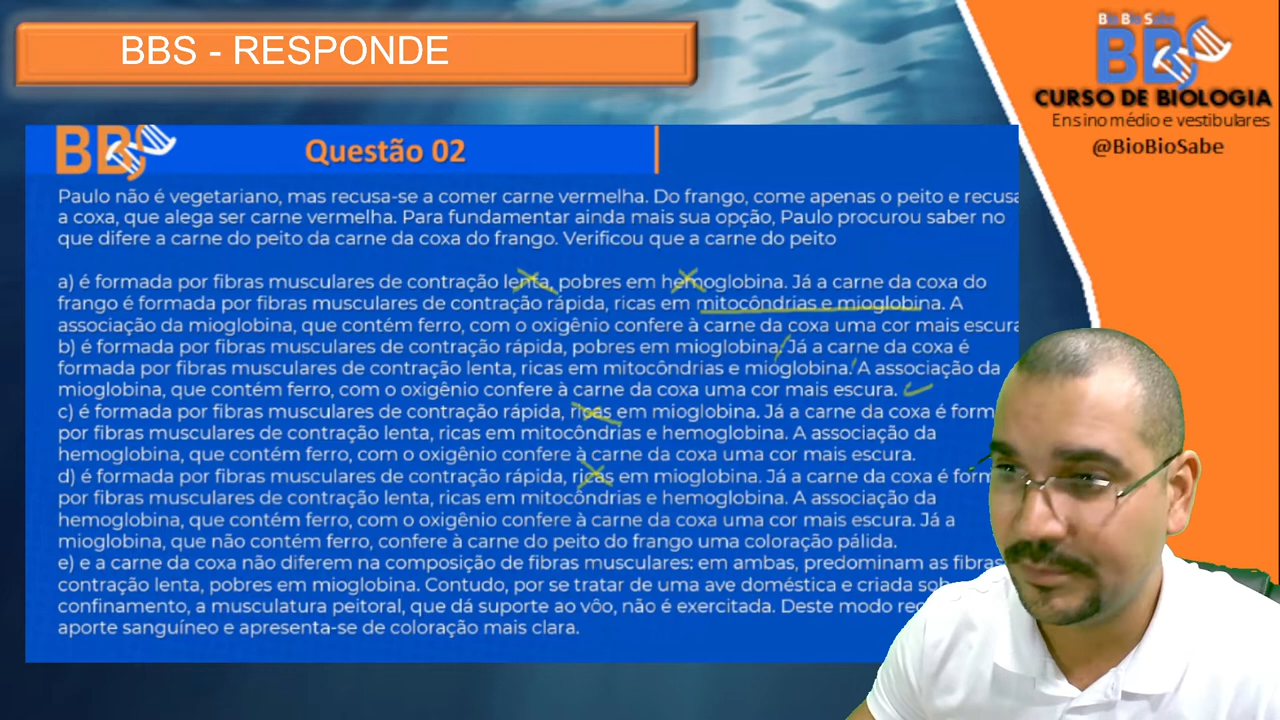 BBS - RESPONDE
Bio Bio Sabe
BBS
CURSO DE BIOLOGIA
Ensino médio e vestibulares
@BioBioSabe
BBS
Questão 02
Paulo não é vegetariano, mas recusa-se a comer carne vermelha. Do frango, come apenas o peito e recusa
a coxa, que alega ser carne vermelha. Para fundamentar ainda mais sua opção, Paulo procurou saber no
que difere a carne do peito da carne da coxa do frango. Verificou que a carne do peito
a) é formada por fibras musculares de contração lenta, pobres em hemoglobina. Já a carne da coxa do
frango é formada por fibras musculares de contração rápida, ricas em mitocôndrias e mioglobina. A
associação da mioglobina, que contém ferro, com o oxigênio confere à carne da coxa uma cor mais escura
b) é formada por fibras musculares de contração rápida, pobres em mioglobina. Já a carne da coxa é
formada por fibras musculares de contração lenta, ricas em mitocôndrias e mioglobina. A associação da
mioglobina, que contém ferro, com o oxigênio confere à carne da coxa uma cor mais escura.
c) é formada por fibras musculares de contração rápida, ricas em mioglobina. Já a carne da coxa é form
por fibras musculares de contração lenta, ricas em mitocôndrias e hemoglobina. A associação da
hemoglobina, que contém ferro, com o oxigênio confere à carne da coxa uma cor mais escura.
d) é formada por fibras musculares de contração rápida, ricas em mioglobina. Já a carne da coxa é form
por fibras musculares de contração lenta, ricas em mitocôndrias e hemoglobina. A associação da
hemoglobina, que contém ferro, com o oxigênio confere à carne da coxa uma cor mais escura. Já a
mioglobina, que não contém ferro, confere à carne do peito do frango uma coloração pálida.
e) e a carne da coxa não diferem na composição de fibras musculares: em ambas, predominam as fibras
contração lenta, pobres em mioglobina. Contudo, por se tratar de uma ave doméstica e criada sob
confinamento, a musculatura peitoral, que dá suporte ao vôo, não é exercitada. Deste modo
aporte sanguíneo e apresenta-se de coloração mais clara.